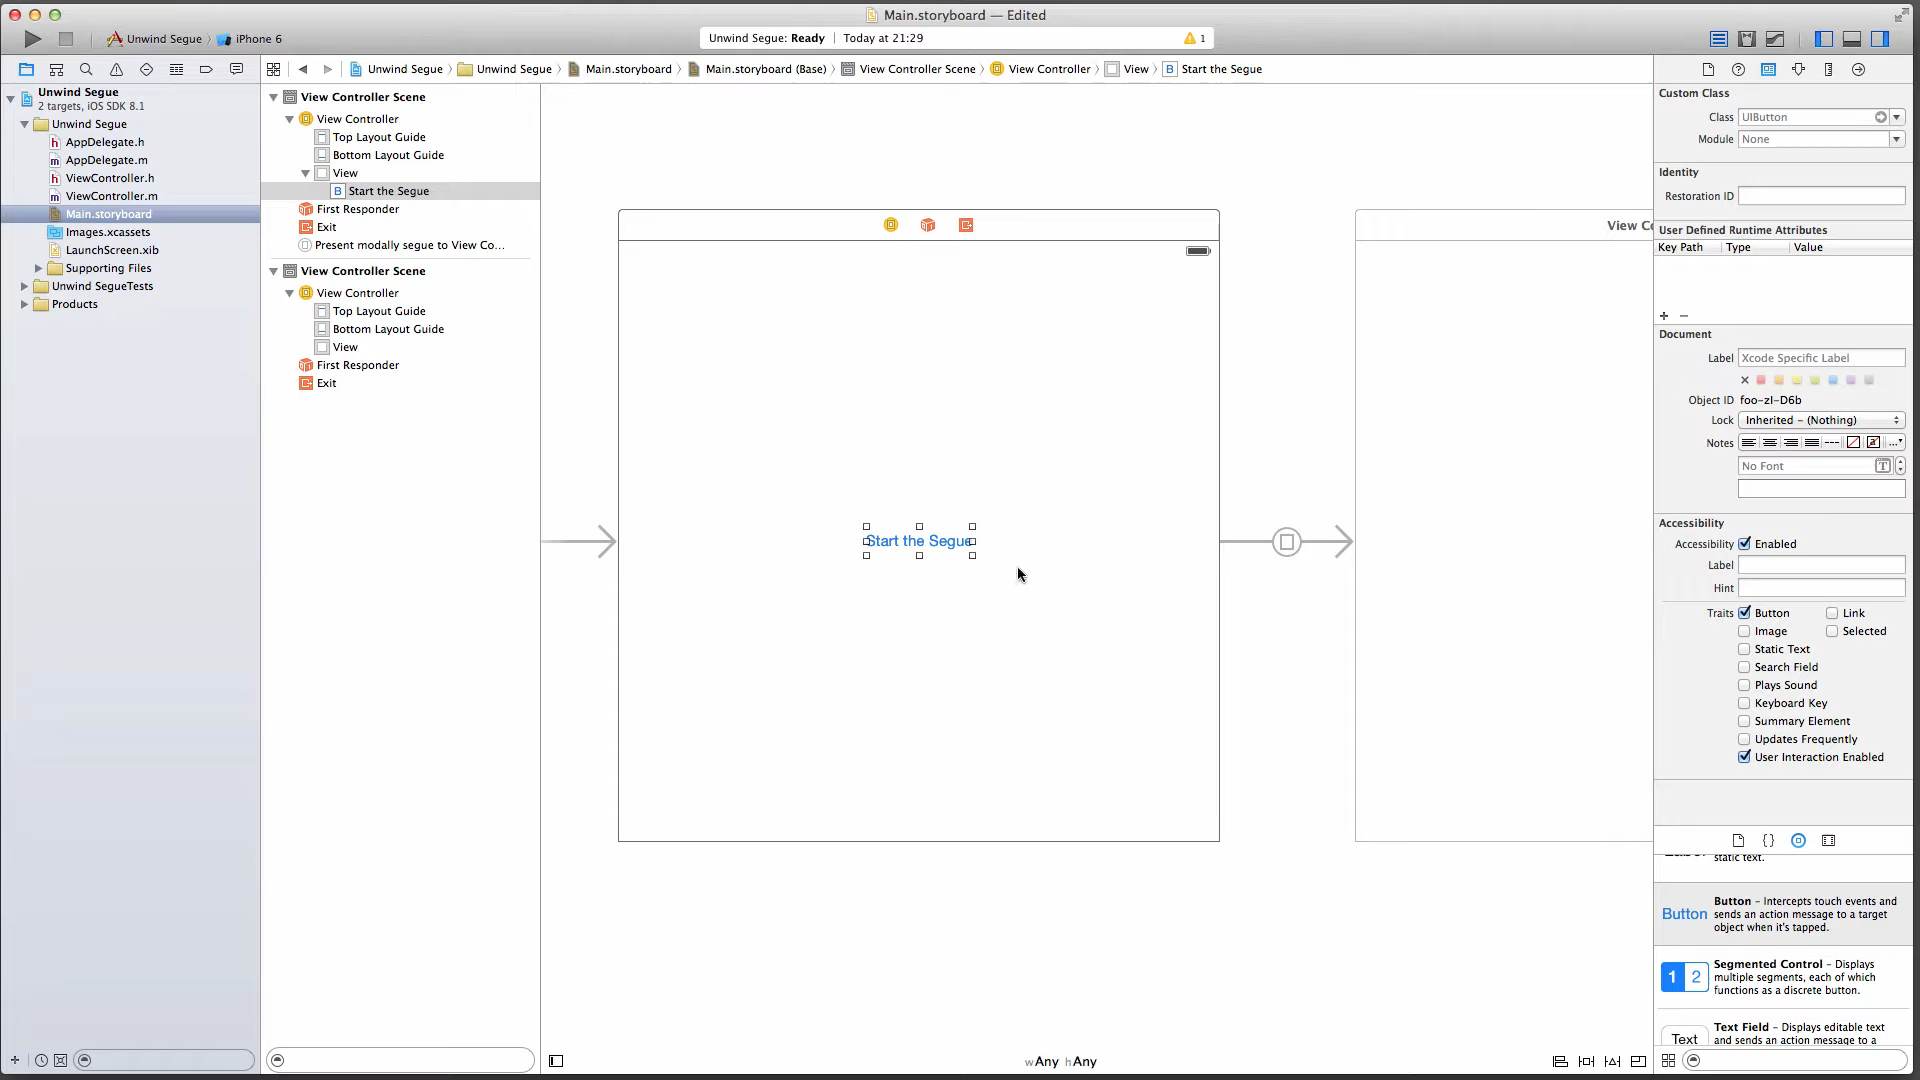 Main.storyboard — Edited
Unwind Segue
iPhone 6
Unwind Segue: Ready
Today at 21:29
1
Unwind Segue
Unwind Segue
Main.storyboard
Main.storyboard (Base)
View Controller Scene
View Controller
View
B
Start the Segue
Unwind Segue
2 targets, iOS SDK 8.1
Unwind Segue
h AppDelegate.h
m AppDelegate.m
h ViewController.h
m ViewController.m
Main.storyboard
Images.xcassets
LaunchScreen.xib
Supporting Files
Unwind SegueTests
Products
View Controller Scene
View Controller
Top Layout Guide
Bottom Layout Guide
View
B Start the Segue
First Responder
Exit
Present modally segue to View Co...
View Controller Scene
View Controller
Top Layout Guide
Bottom Layout Guide
View
First Responder
Exit
Start the Segue
View Co
wAny hAny
Custom Class
Class UIButton
Module None
Identity
Restoration ID
User Defined Runtime Attributes
Key Path Type Value
+ −
Document
Label Xcode Specific Label
Object ID foo-zl-D6b
Lock Inherited – (Nothing)
Notes
No Font T
Accessibility
Accessibility Enabled
Label
Hint
Traits Button Link
Image Selected
Static Text
Search Field
Plays Sound
Keyboard Key
Summary Element
Updates Frequently
User Interaction Enabled
{ }
static text.
Button
Button – Intercepts touch events and
sends an action message to a target
object when it's tapped.
1 2
Segmented Control – Displays
multiple segments, each of which
functions as a discrete button.
Text
Text Field – Displays editable text
and sends an action message to a